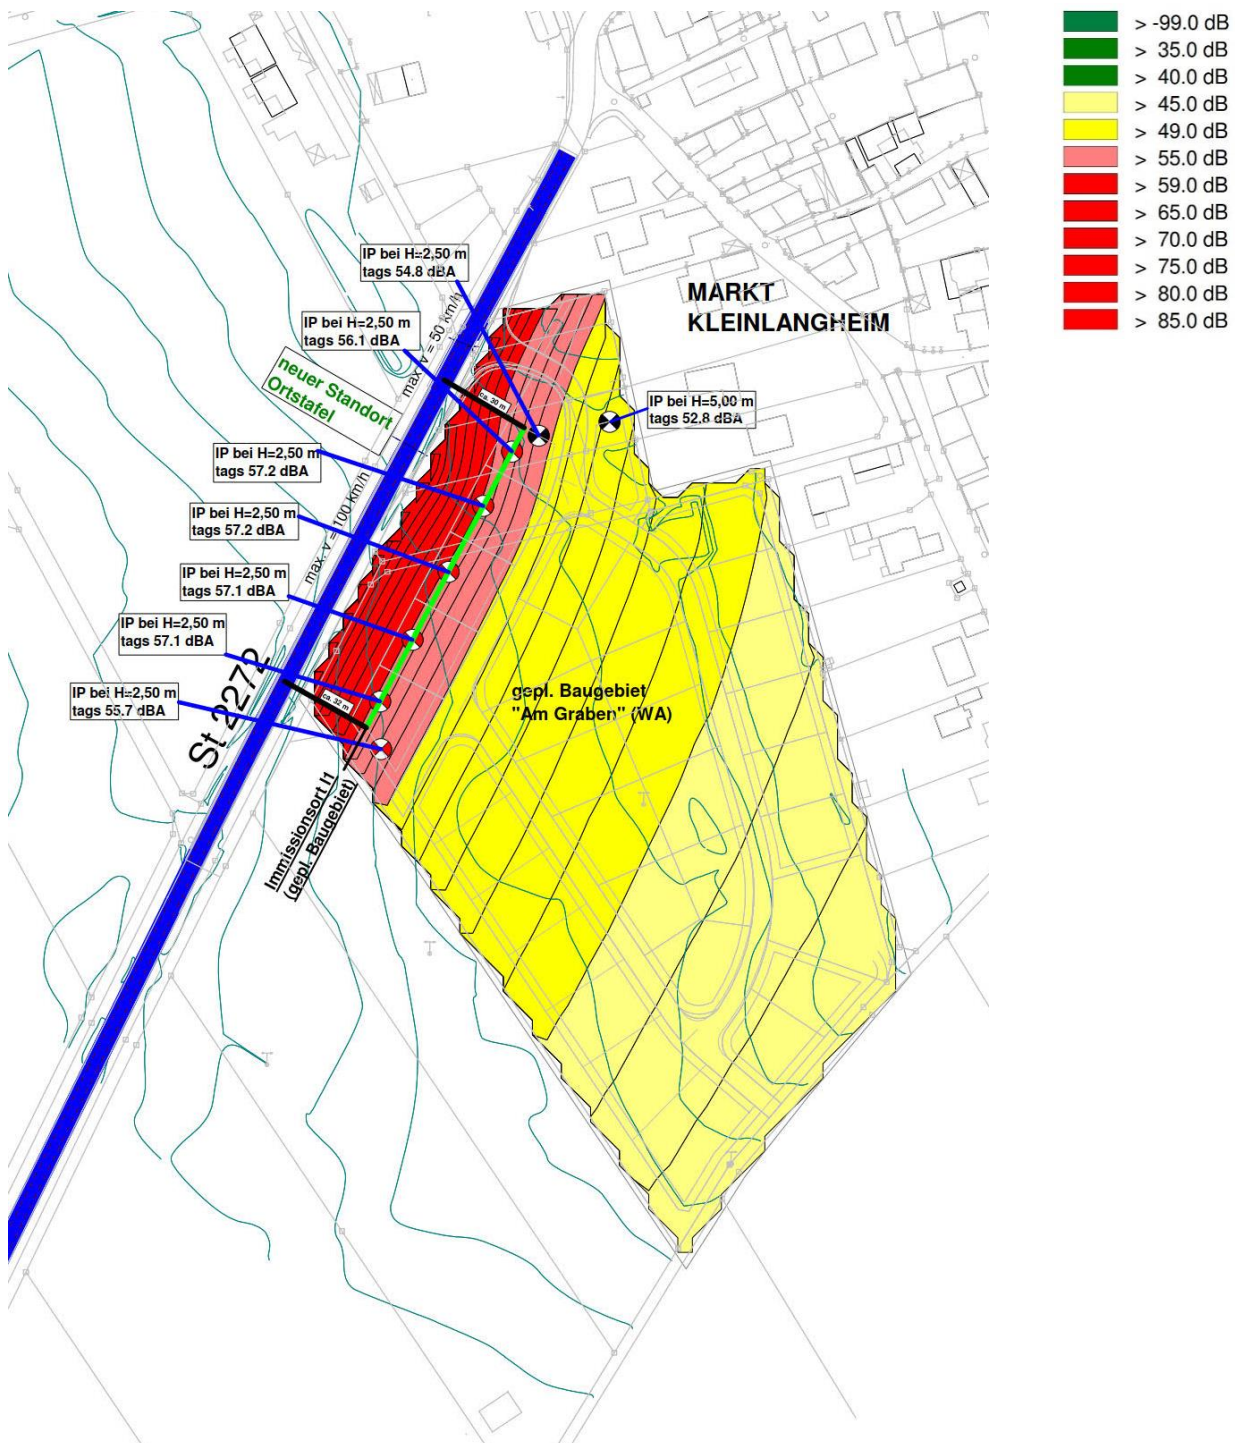 > -99.0 dB
> 35.0 dB
> 40.0 dB
> 45.0 dB
> 49.0 dB
> 55.0 dB
> 59.0 dB
> 65.0 dB
> 70.0 dB
> 75.0 dB
> 80.0 dB
> 85.0 dB
IP bei H=2,50 m
tags 54.8 dBA
MARKT
KLEINLANGHEIM
IP bei H=2,50 m
tags 56.1 dBA
max. v = 50 km/h
neuer Standort
Ortstafel
ca. 30 m
IP bei H=5,00 m
tags 52.8 dBA
IP bei H=2,50 m
tags 57.2 dBA
max. v = 100 km/h
IP bei H=2,50 m
tags 57.2 dBA
IP bei H=2,50 m
tags 57.1 dBA
IP bei H=2,50 m
tags 57.1 dBA
IP bei H=2,50 m
tags 55.7 dBA
St 2272
ca. 32 m
gepl. Baugebiet
"Am Graben" (WA)
Immissionsort I1
(gepl. Baugebiet)